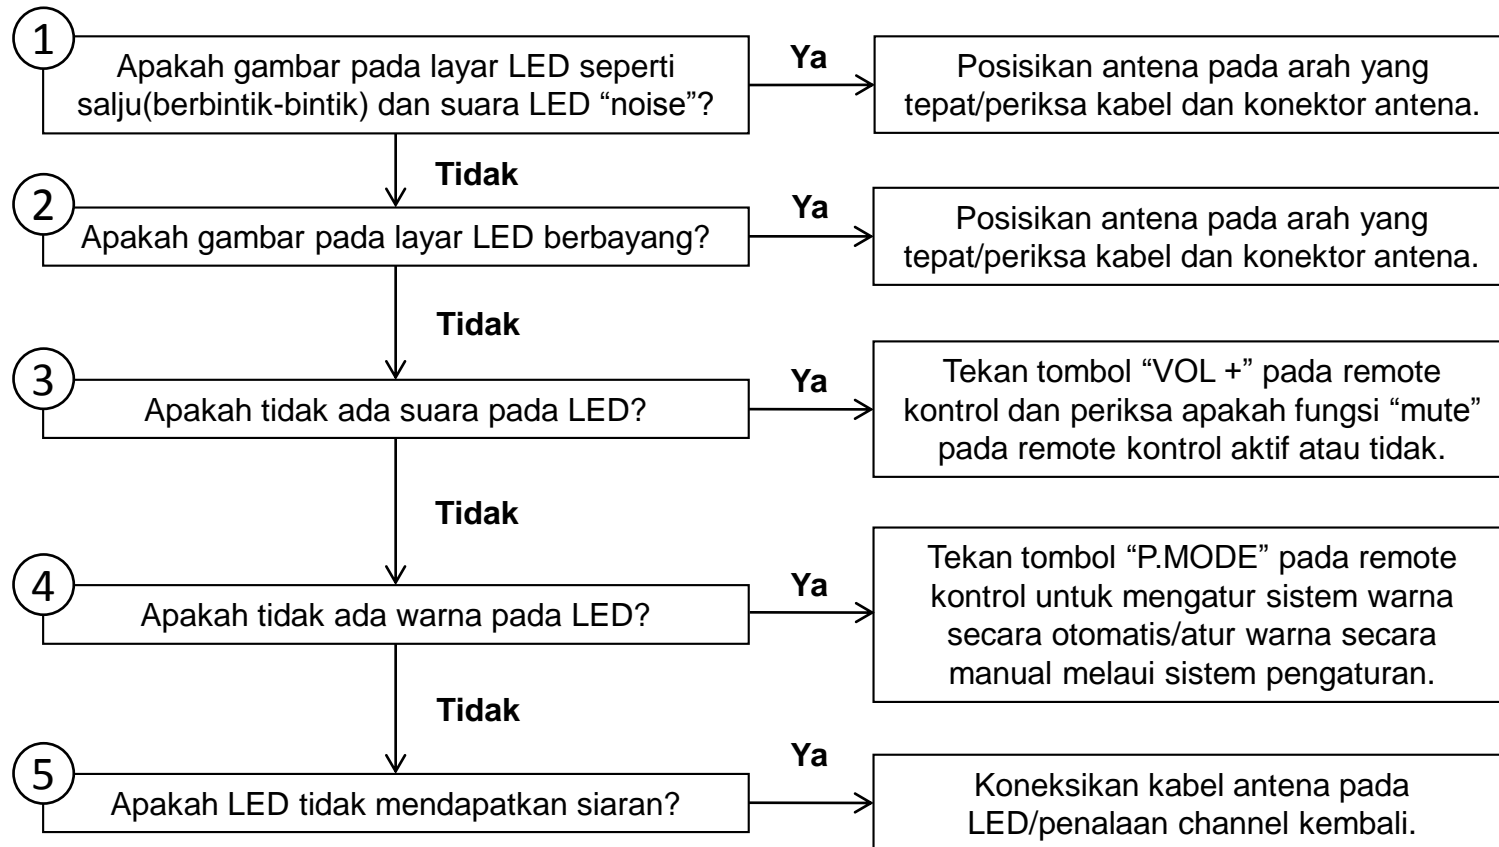 1
Apakah gambar pada layar LED seperti
salju(berbintik-bintik) dan suara LED “noise”?
Ya
Posisikan antena pada arah yang
tepat/periksa kabel dan konektor antena.
Tidak
2
Apakah gambar pada layar LED berbayang?
Ya
Posisikan antena pada arah yang
tepat/periksa kabel dan konektor antena.
Tidak
3
Apakah tidak ada suara pada LED?
Ya
Tekan tombol “VOL +” pada remote
kontrol dan periksa apakah fungsi “mute”
pada remote kontrol aktif atau tidak.
Tidak
4
Apakah tidak ada warna pada LED?
Ya
Tekan tombol “P.MODE” pada remote
kontrol untuk mengatur sistem warna
secara otomatis/atur warna secara
manual melaui sistem pengaturan.
Tidak
5
Apakah LED tidak mendapatkan siaran?
Ya
Koneksikan kabel antena pada
LED/penalaan channel kembali.